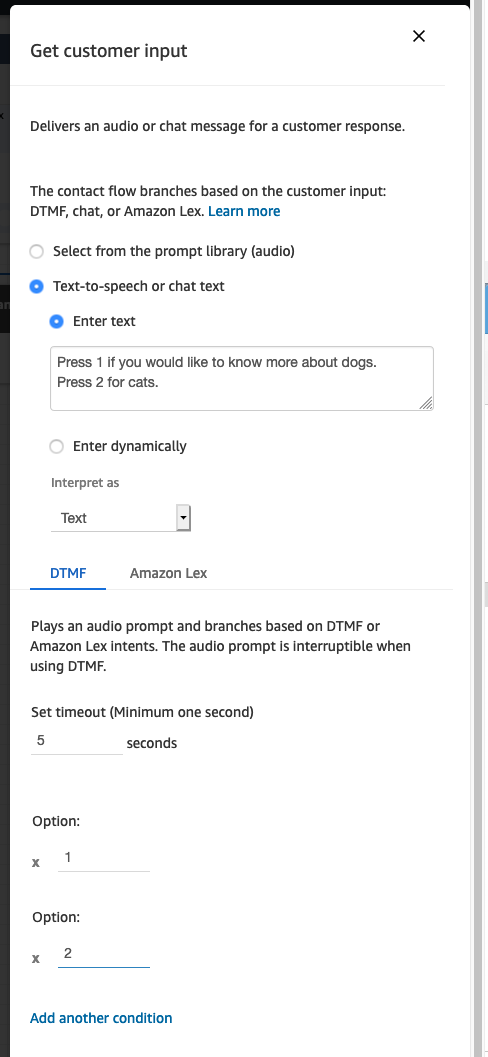 Get customer input
Delivers an audio or chat message for a customer response.
The contact flow branches based on the customer input:
DTMF, chat, or Amazon Lex. Learn more
Select from the prompt library (audio)
Text-to-speech or chat text
Enter text
Press 1 if you would like to know more about dogs.
Press 2 for cats.
Enter dynamically
Interpret as
Text
DTMF Amazon Lex
Plays an audio prompt and branches based on DTMF or
Amazon Lex intents. The audio prompt is interruptible when
using DTMF.
Set timeout (Minimum one second)
5 seconds
Option:
x 1
Option:
x 2
Add another condition